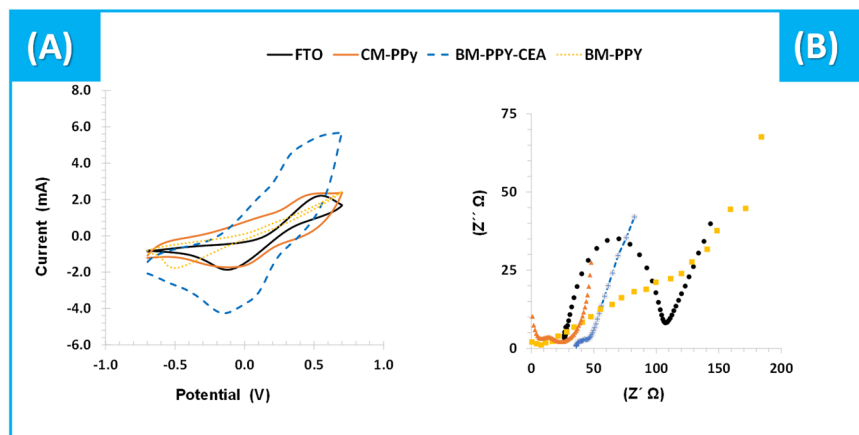 (A)
(B)
FTO CM-PPy BM-PPY-CEA BM-PPY
8.0
6.0
4.0
2.0
0.0
-2.0
-4.0
-6.0
Current (mA)
-1.0 -0.5 0.0 0.5 1.0
Potential (V)
75
50
25
0
(Z´´ Ω)
0 50 100 150 200
(Z´ Ω)